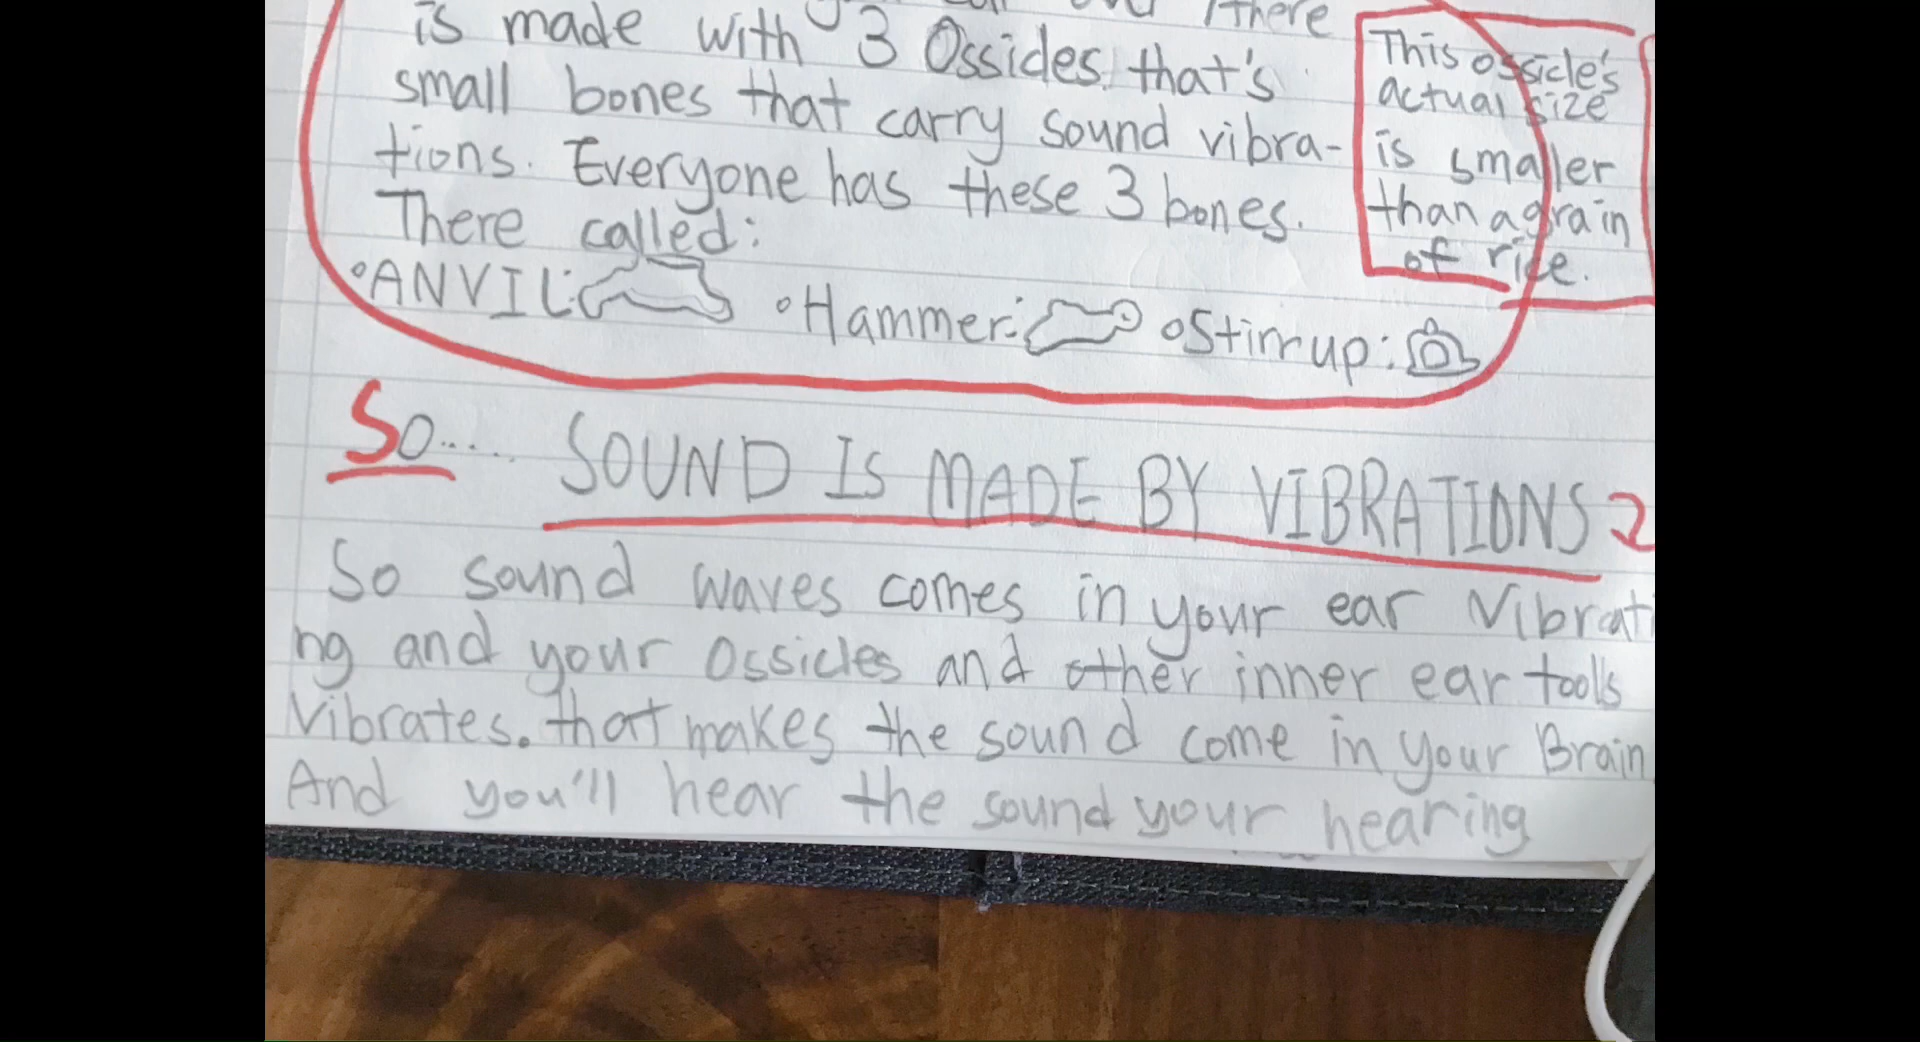 there
is made with 3 Ossicles. that's
small bones that carry sound vibra-
tions. Everyone has these 3 bones.
There called:
•ANVIL: •Hammer: •Stirrup:
This ossicle's
actual size
is smaller
than a grain
of rice.
So.... SOUND IS MADE BY VIBRATIONS
So sound waves comes in your ear Vibrati
ng and your Ossicles and other inner ear tools
Vibrates. that makes the sound come in your Brain
And you'll hear the sound your hearing